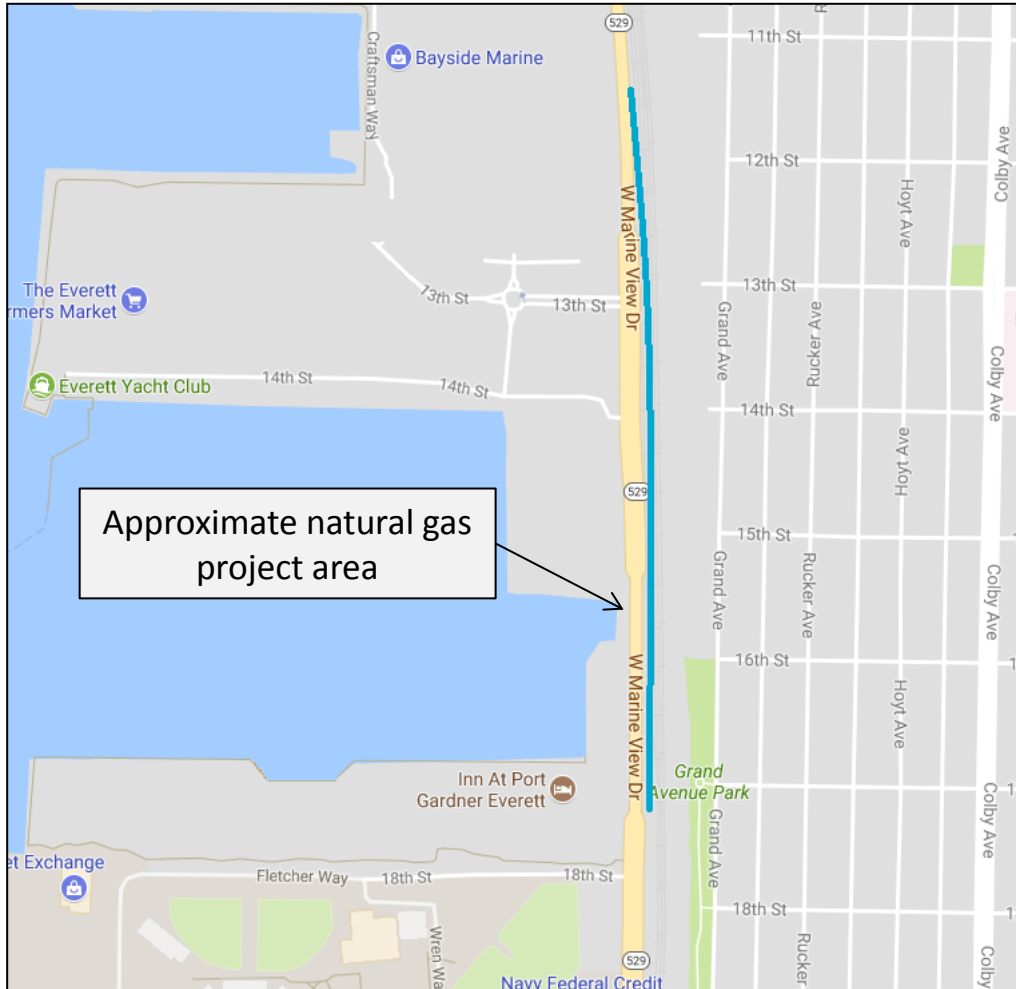 529
11th St
Craftsman Way
Bayside Marine
12th St
Colby Ave
Hoyt Ave
W Marine View Dr
The Everett
rmers Market
13th St
13th St
13th St
Grand Ave
Rucker Ave
Colby Ave
14th St
14th St
Everett Yacht Club
14th St
Hoyt Ave
529
Approximate natural gas
project area
15th St
Grand Ave
Rucker Ave
Colby Ave
16th St
W Marine View Dr
Hoyt Ave
Inn At Port
Gardner Everett
Grand
Avenue Park
Grand Ave
Colby Ave
et Exchange
Fletcher Way
18th St
18th St
18th St
Wren Wa
Rucker
Colby
529
Navy Federal Credit